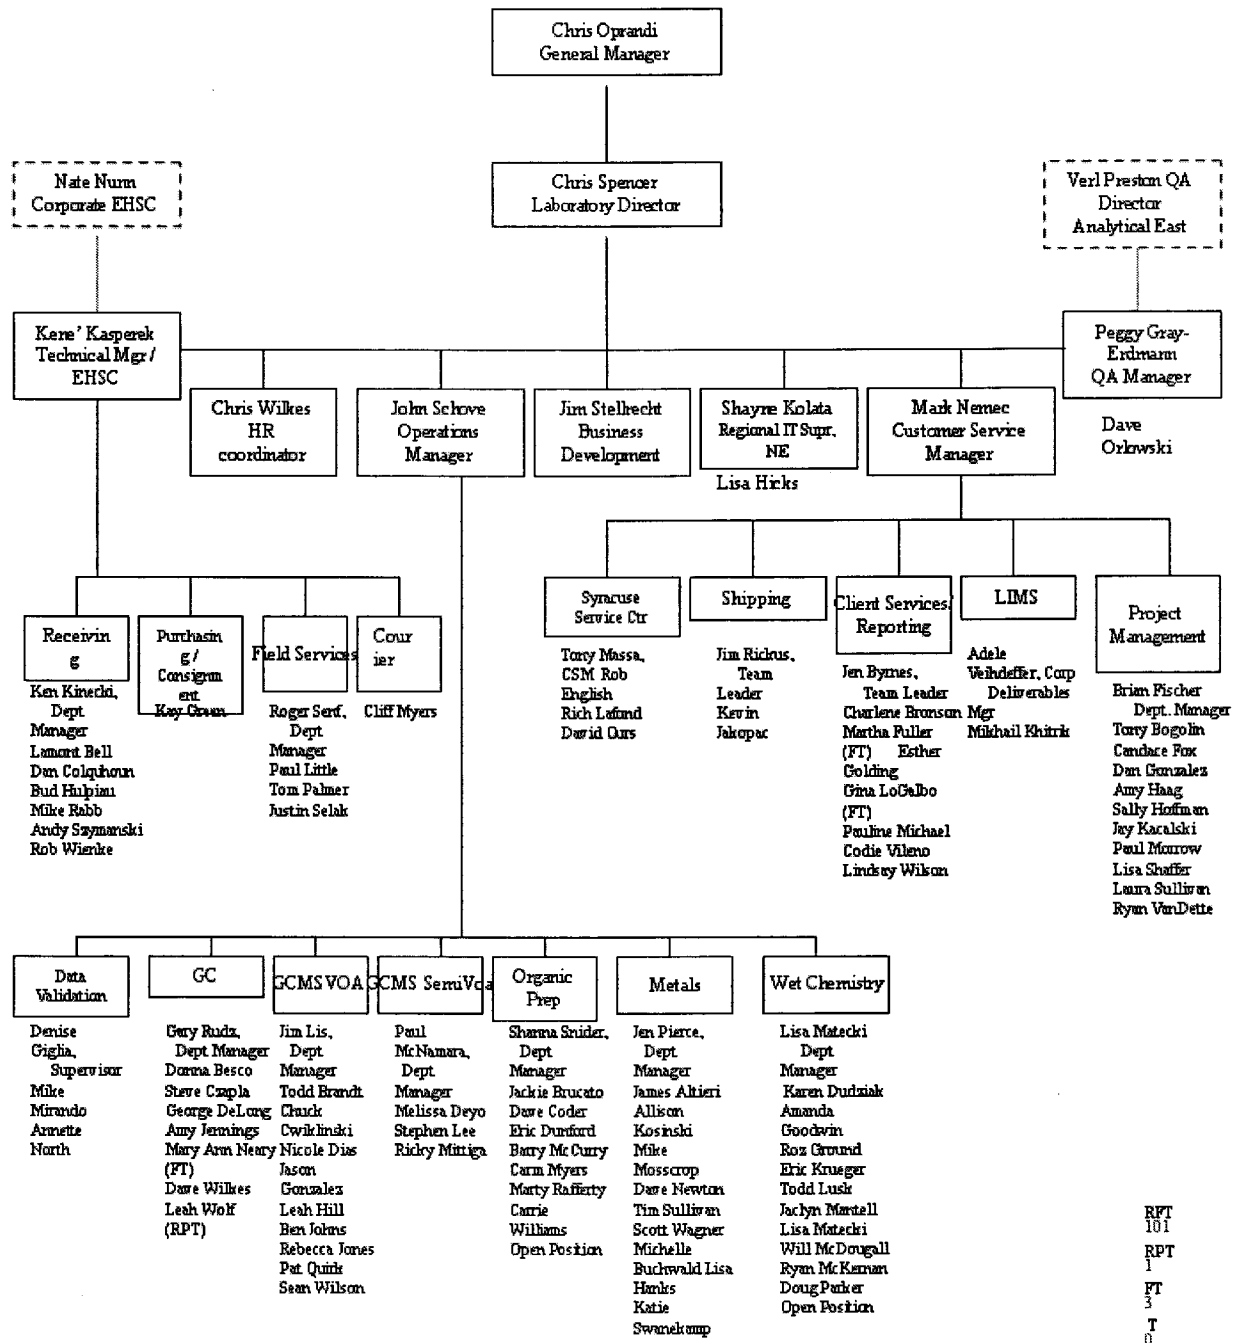 Chris Oprandi
General Manager
Nate Nunn
Corporate EHSC
Chris Spencer
Laboratory Director
Verl Preston QA
Director
Analytical East
Kene' Kasperek
Technical Mgr /
EHSC
Peggy Gray-
Erdmann
QA Manager
Chris Wilkes
HR
coordinator
John Schove
Operations
Manager
Jim Stellrecht
Business
Development
Shayne Kolata
Regional IT Supr,
NE
Mark Nemec
Customer Service
Manager
Dave
Orlowski
Lisa Hicks
Receivin
g
Purchasin
g /
Consignm
ent
Kay Green
Field Services
Cour
ier
Syracuse
Service Ctr
Shipping
Client Services/
Reporting
LIMS
Project
Management
Ken Kinecki,
Dept
Manager
Lamont Bell
Dan Colquhoun
Bud Hulpiau
Mike Rabb
Andy Szymanski
Rob Wienke
Roger Senf,
Dept
Manager
Paul Little
Tom Palmer
Justin Selak
Cliff Myers
Tony Massa,
CSM Rob
English
Rich Lafond
David Ours
Jim Rickus,
Team
Leader
Kevin
Jakopac
Jen Byrnes,
Team Leader
Charlene Bronson
Martha Fuller
(FT) Esther
Golding
Gina LoGalbo
(FT)
Pauline Michael
Codie Vileno
Lindsay Wilson
Adele
Veihdeffer, Corp
Deliverables
Mgr
Mikhail Khitrik
Brian Fischer
Dept. Manager
Tony Bogolin
Candace Fox
Dan Gonzalez
Amy Haag
Sally Hoffman
Jay Kacalski
Paul Morrow
Lisa Shaffer
Laura Sullivan
Ryan VanDette
Data
Validation
GC
GCMS VOA
GCMS SemiVoa
Organic
Prep
Metals
Wet Chemistry
Denise
Giglia,
Supervisor
Mike
Mirando
Annette
North
Gary Rudz,
Dept Manager
Donna Besco
Steve Czapla
George DeLong
Amy Jennings
Mary Ann Neary
(FT)
Dave Wilkes
Leah Wolf
(RPT)
Jim Lis,
Dept
Manager
Todd Brandt
Chuck
Cwiklinski
Nicole Dias
Jason
Gonzalez
Leah Hill
Ben Johns
Rebecca Jones
Pat Quirk
Sean Wilson
Paul
McNamara,
Dept
Manager
Melissa Deyo
Stephen Lee
Ricky Mittiga
Shanna Snider,
Dept
Manager
Jackie Brucato
Dave Coder
Eric Dunford
Barry McCurry
Carm Myers
Marty Rafferty
Carrie
Williams
Open Position
Jen Pierce,
Dept
Manager
James Altieri
Allison
Kosinski
Mike
Mosscrop
Dave Newton
Tim Sullivan
Scott Wagner
Michelle
Buchwald Lisa
Hanks
Katie
Swanekamp
Lisa Matecki
Dept
Manager
Karen Dudziak
Amanda
Goodwin
Roz Ground
Eric Krueger
Todd Lusk
Jaclyn Mantell
Lisa Matecki
Will McDougall
Ryan McKernan
Doug Parker
Open Position
RFT
101
RPT
1
FT
3
T
0